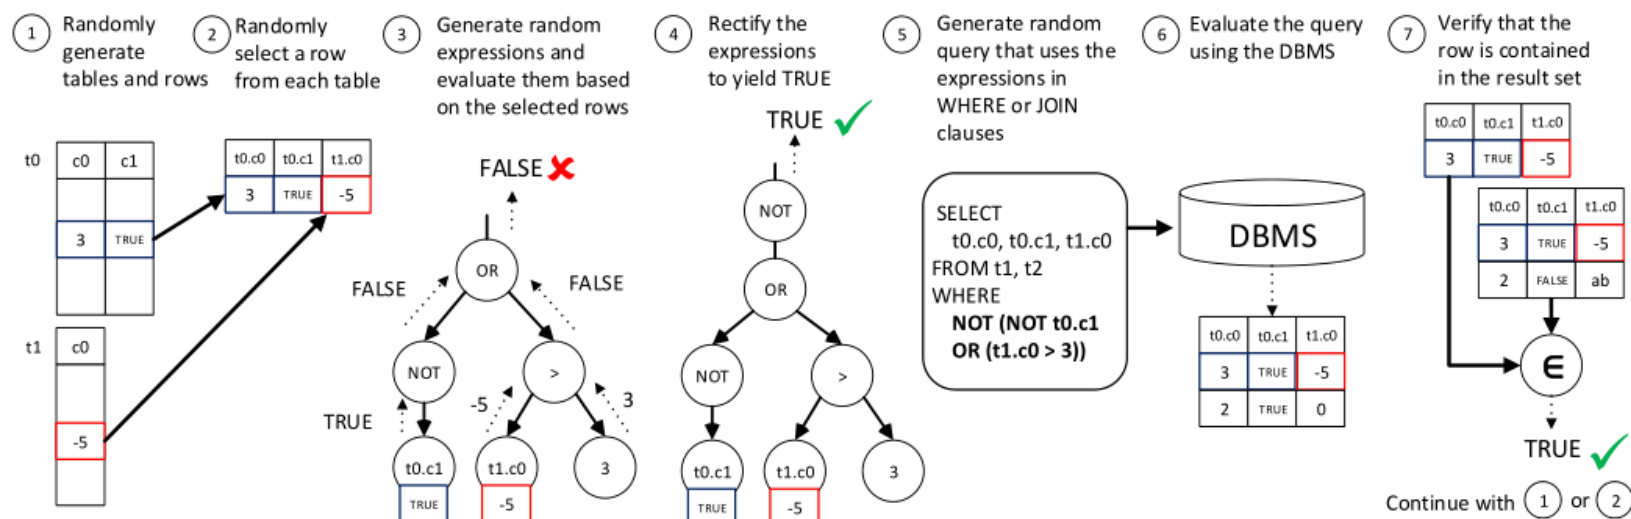 1 Randomly
generate
tables and rows
2 Randomly
select a row
from each table
3 Generate random
expressions and
evaluate them based
on the selected rows
4 Rectify the
expressions
to yield TRUE
5 Generate random
query that uses the
expressions in
WHERE or JOIN
clauses
6 Evaluate the query
using the DBMS
7 Verify that the
row is contained
in the result set
t0
c0 c1
3 TRUE
t1
c0
-5
t0.c0 t0.c1 t1.c0
3 TRUE -5
FALSE
OR
FALSE
FALSE
NOT
>
TRUE
-5
3
t0.c1
TRUE
t1.c0
-5
3
TRUE
NOT
OR
NOT
>
t0.c1
TRUE
t1.c0
-5
3
SELECT
t0.c0, t0.c1, t1.c0
FROM t1, t2
WHERE
NOT (NOT t0.c1
OR (t1.c0 > 3))
DBMS
t0.c0 t0.c1 t1.c0
3 TRUE -5
2 TRUE 0
t0.c0 t0.c1 t1.c0
3 TRUE -5
t0.c0 t0.c1 t1.c0
3 TRUE -5
2 FALSE ab
∈
TRUE
Continue with 1 or 2